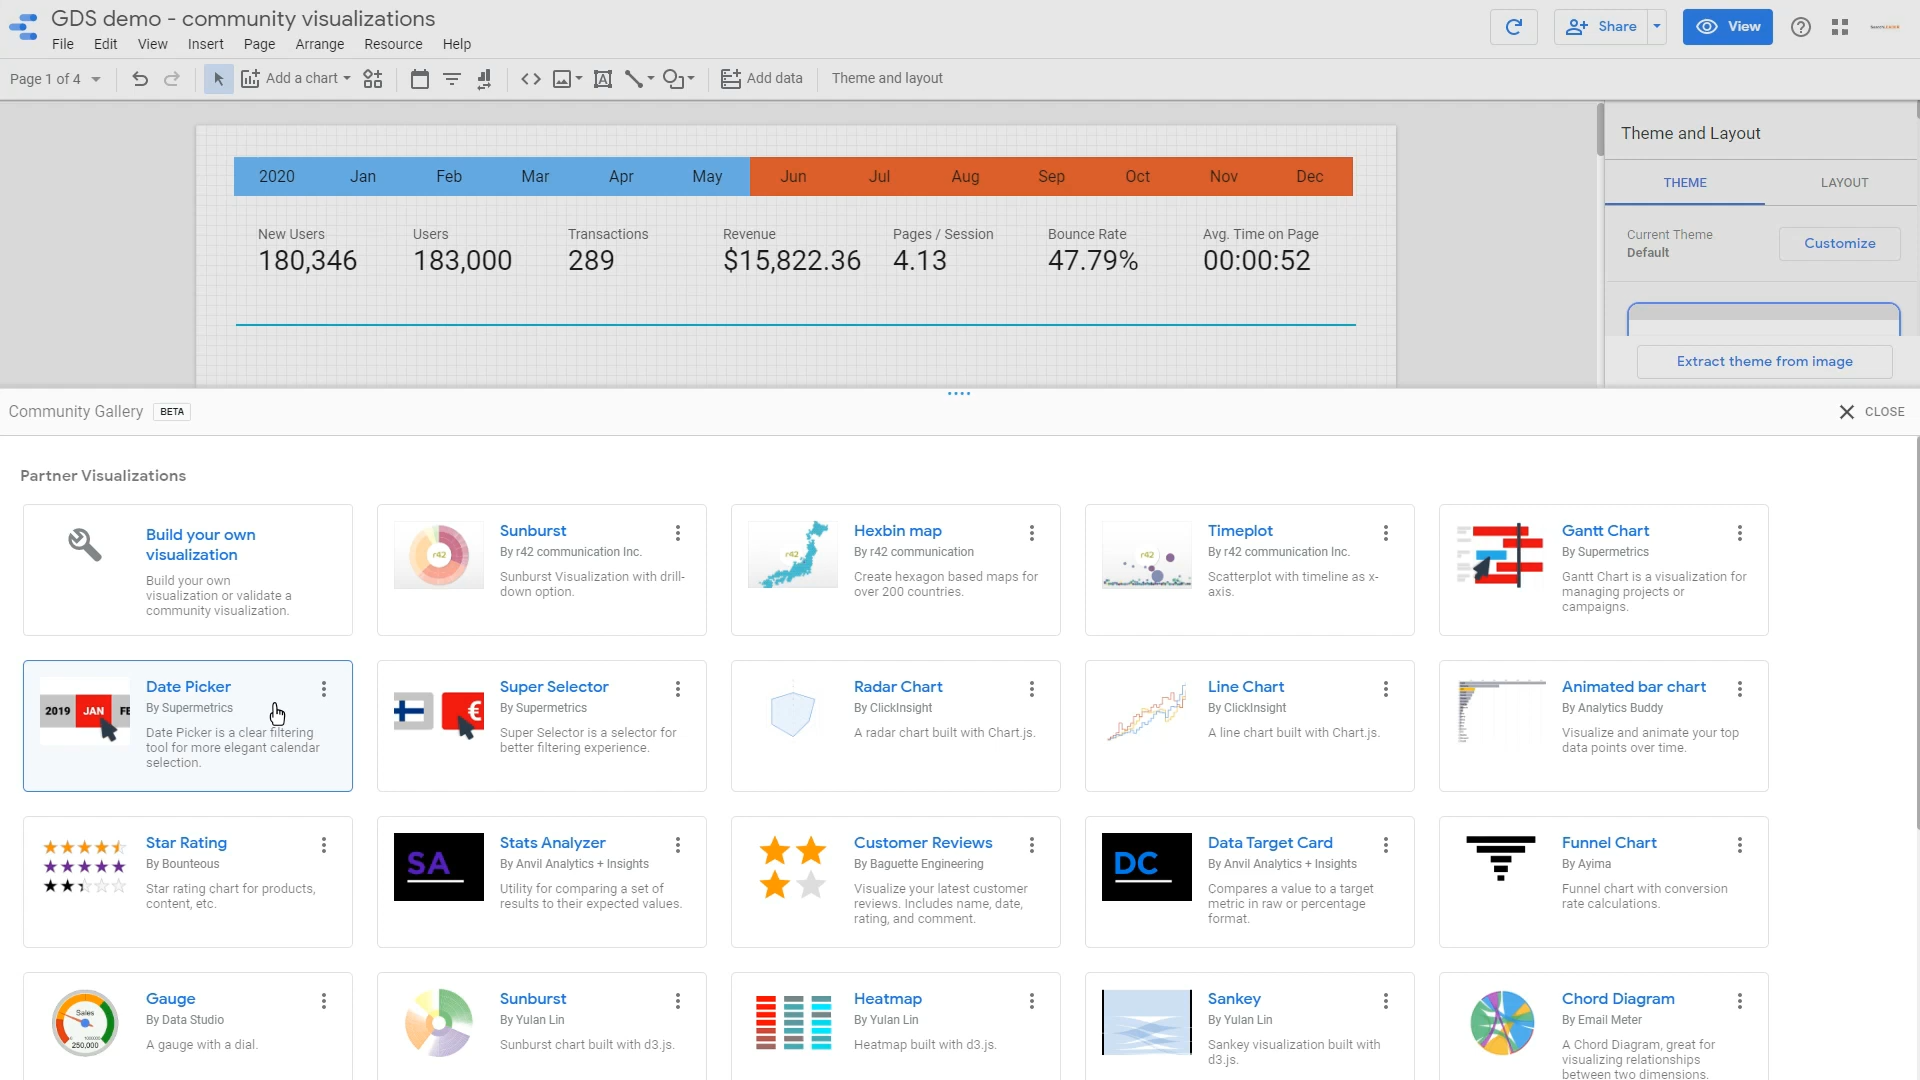 GDS demo - community visualizations
File Edit View Insert Page Arrange Resource Help
Share
View
Page 1 of 4
Add a chart
Add data
Theme and layout
Theme and Layout
THEME LAYOUT
Current Theme
Default
Customize
Extract theme from image
2020 Jan Feb Mar Apr May Jun Jul Aug Sep Oct Nov Dec
New Users Users Transactions Revenue Pages / Session Bounce Rate Avg. Time on Page
180,346 183,000 289 $15,822.36 4.13 47.79% 00:00:52
Community Gallery BETA
CLOSE
Partner Visualizations
Build your own
visualization
Build your own
visualization or validate a
community visualization.
r42
Sunburst
By r42 communication Inc.
Sunburst Visualization with drill-
down option.
r42
Hexbin map
By r42 communication
Create hexagon based maps for
over 200 countries.
r42
Timeplot
By r42 communication Inc.
Scatterplot with timeline as x-
axis.
Gantt Chart
By Supermetrics
Gantt Chart is a visualization for
managing projects or
campaigns.
2019 JAN FE
Date Picker
By Supermetrics
Date Picker is a clear filtering
tool for more elegant calendar
selection.
€
Super Selector
By Supermetrics
Super Selector is a selector for
better filtering experience.
Radar Chart
By ClickInsight
A radar chart built with Chart.js.
Line Chart
By ClickInsight
A line chart built with Chart.js.
Animated bar chart
By Analytics Buddy
Visualize and animate your top
data points over time.
Star Rating
By Bounteous
Star rating chart for products,
content, etc.
SA
Stats Analyzer
By Anvil Analytics + Insights
Utility for comparing a set of
results to their expected values.
Customer Reviews
By Baguette Engineering
Visualize your latest customer
reviews. Includes name, date,
rating, and comment.
DC
Data Target Card
By Anvil Analytics + Insights
Compares a value to a target
metric in raw or percentage
format.
Funnel Chart
By Ayima
Funnel chart with conversion
rate calculations.
Sales
250,000
Gauge
By Data Studio
A gauge with a dial.
Sunburst
By Yulan Lin
Sunburst chart built with d3.js.
Heatmap
By Yulan Lin
Heatmap built with d3.js.
Sankey
By Yulan Lin
Sankey visualization built with
d3.js.
Chord Diagram
By Email Meter
A Chord Diagram, great for
visualizing relationships
between two dimensions.